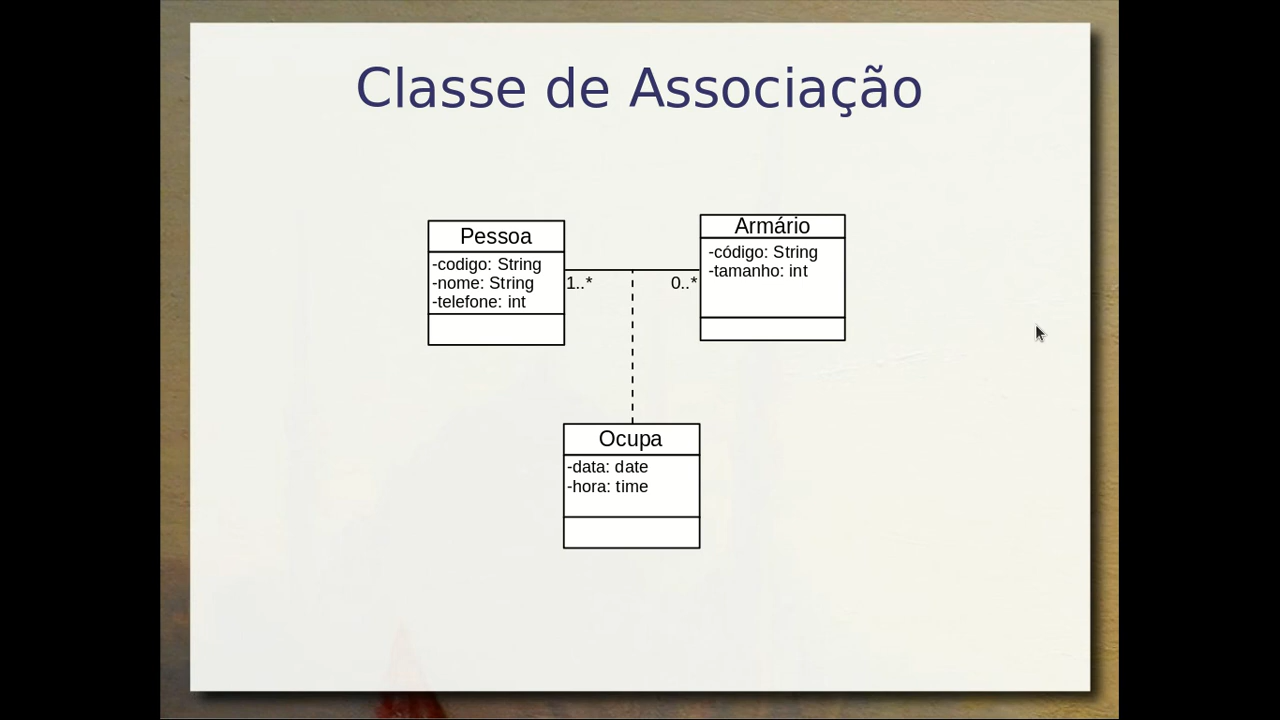 Classe de Associação
Pessoa
-codigo: String
-nome: String
-telefone: int
1..*
0..*
Armário
-código: String
-tamanho: int
Ocupa
-data: date
-hora: time